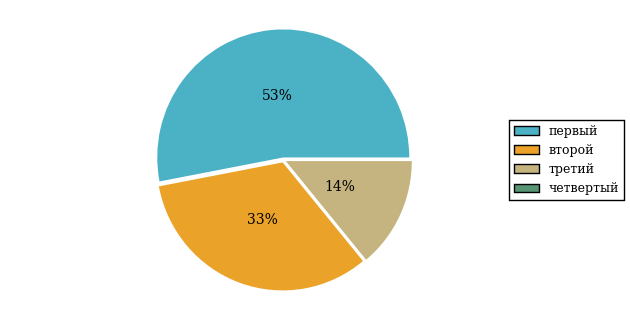 53%
14%
33%
первый
второй
третий
четвертый